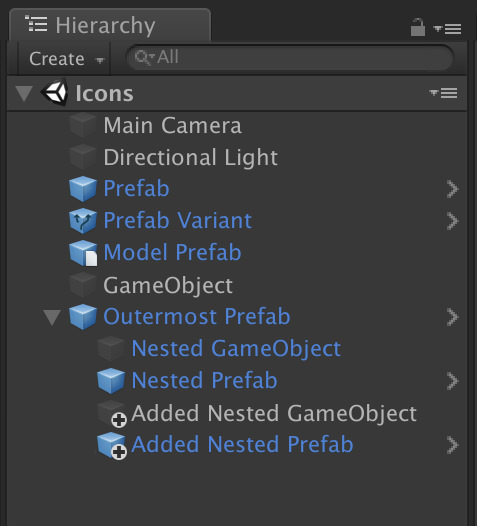 Hierarchy
Create
All
Icons
Main Camera
Directional Light
Prefab
Prefab Variant
Model Prefab
GameObject
Outermost Prefab
Nested GameObject
Nested Prefab
Added Nested GameObject
Added Nested Prefab